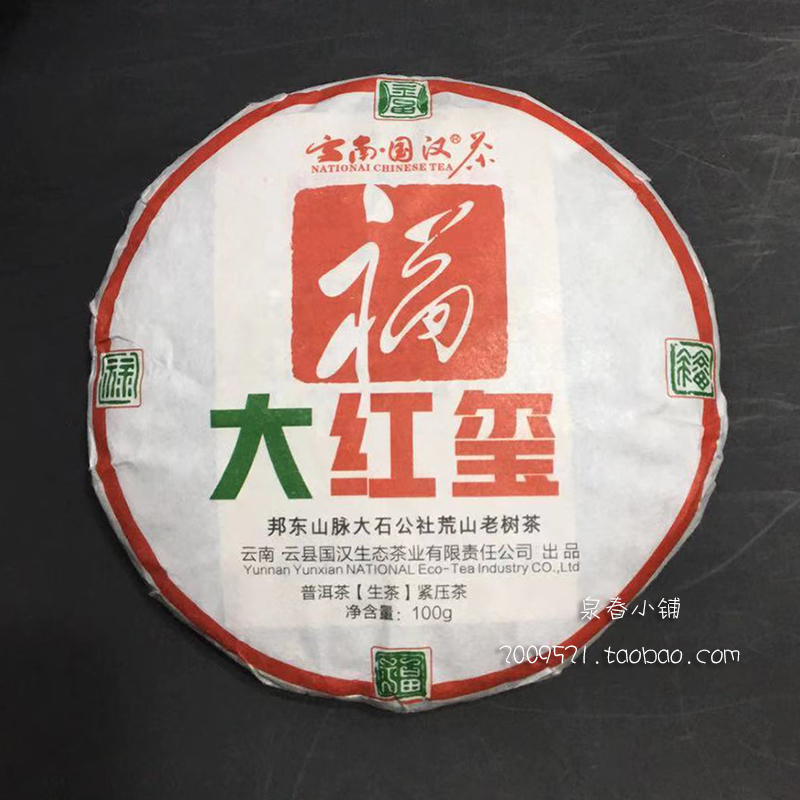 云南·国汉®茶
NATIONAI CHINESE TEA
福
大红玺
邦东山脉大石公社荒山老树茶
云南·云县国汉生态茶业有限责任公司 出品
Yunnan Yunxian NATIONAL Eco-Tea Industry CO.,Ltd
普洱茶【生茶】紧压茶
净含量：100g
泉春小铺
2009521.taobao.com